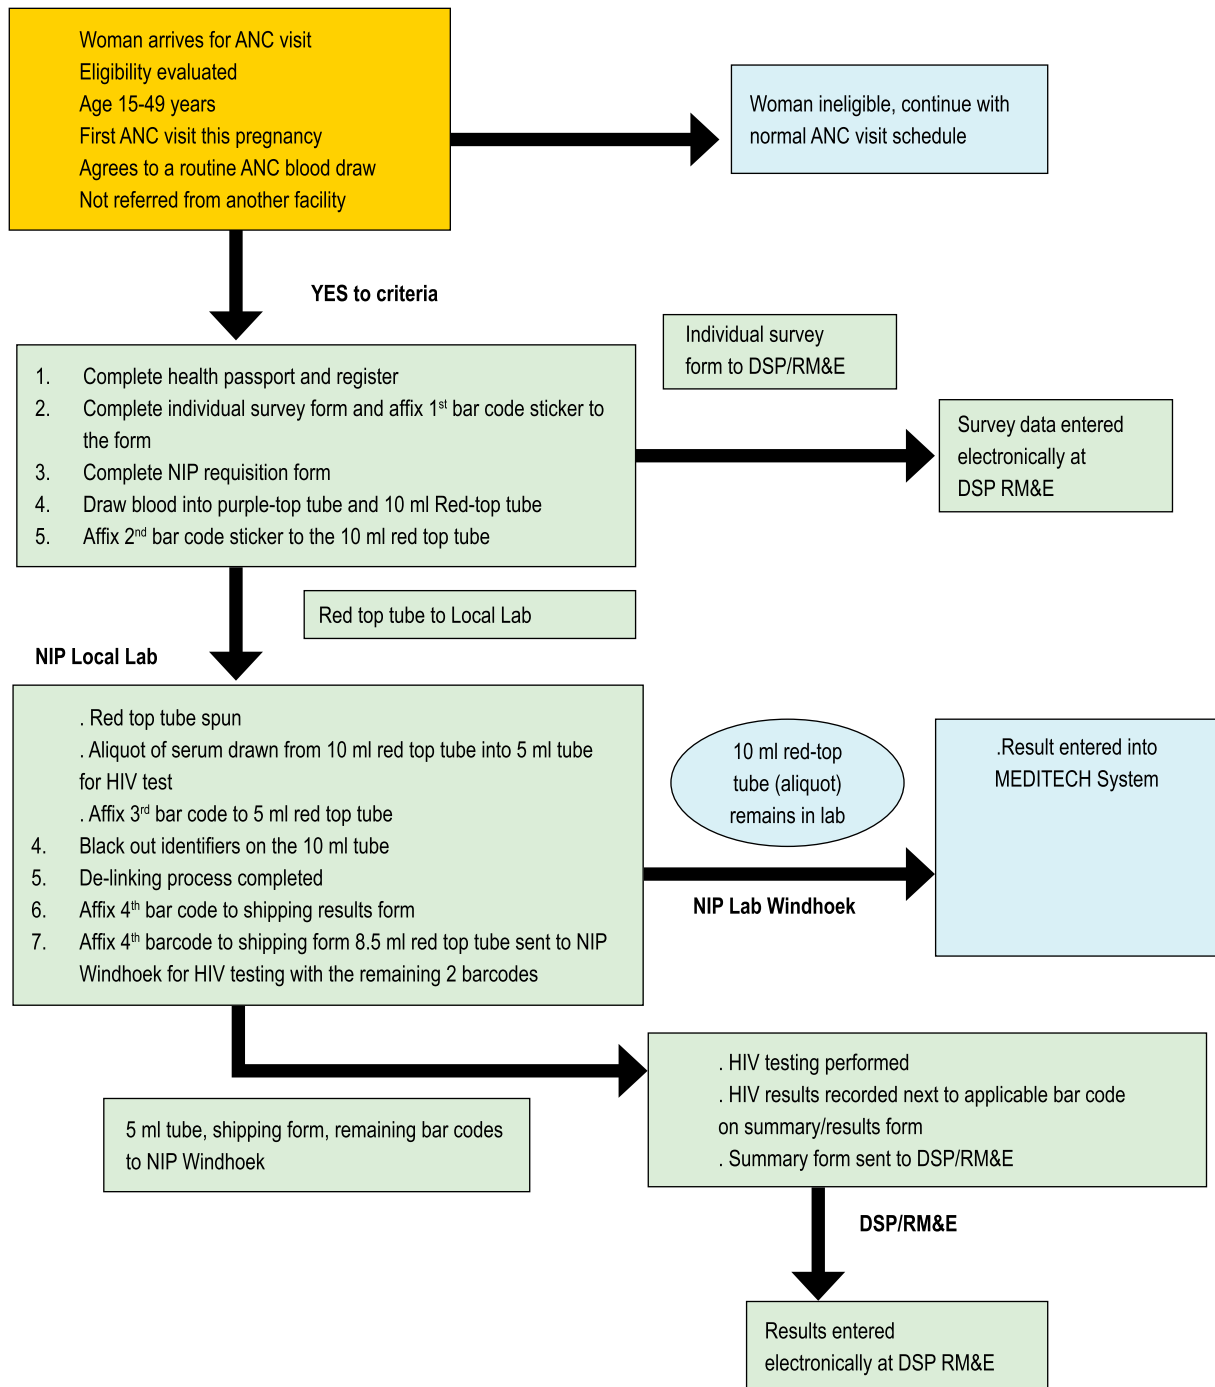 Woman arrives for ANC visit
Eligibility evaluated
Age 15-49 years
First ANC visit this pregnancy
Agrees to a routine ANC blood draw
Not referred from another facility
Woman ineligible, continue with
normal ANC visit schedule
YES to criteria
1. Complete health passport and register
2. Complete individual survey form and affix 1st bar code sticker to
the form
3. Complete NIP requisition form
4. Draw blood into purple-top tube and 10 ml Red-top tube
5. Affix 2nd bar code sticker to the 10 ml red top tube
Individual survey
form to DSP/RM&E
Survey data entered
electronically at
DSP RM&E
Red top tube to Local Lab
NIP Local Lab
. Red top tube spun
. Aliquot of serum drawn from 10 ml red top tube into 5 ml tube
for HIV test
. Affix 3rd bar code to 5 ml red top tube
4. Black out identifiers on the 10 ml tube
5. De-linking process completed
6. Affix 4th bar code to shipping results form
7. Affix 4th barcode to shipping form 8.5 ml red top tube sent to NIP
Windhoek for HIV testing with the remaining 2 barcodes
10 ml red-top
tube (aliquot)
remains in lab
NIP Lab Windhoek
.Result entered into
MEDITECH System
5 ml tube, shipping form, remaining bar codes
to NIP Windhoek
. HIV testing performed
. HIV results recorded next to applicable bar code
on summary/results form
. Summary form sent to DSP/RM&E
DSP/RM&E
Results entered
electronically at DSP RM&E